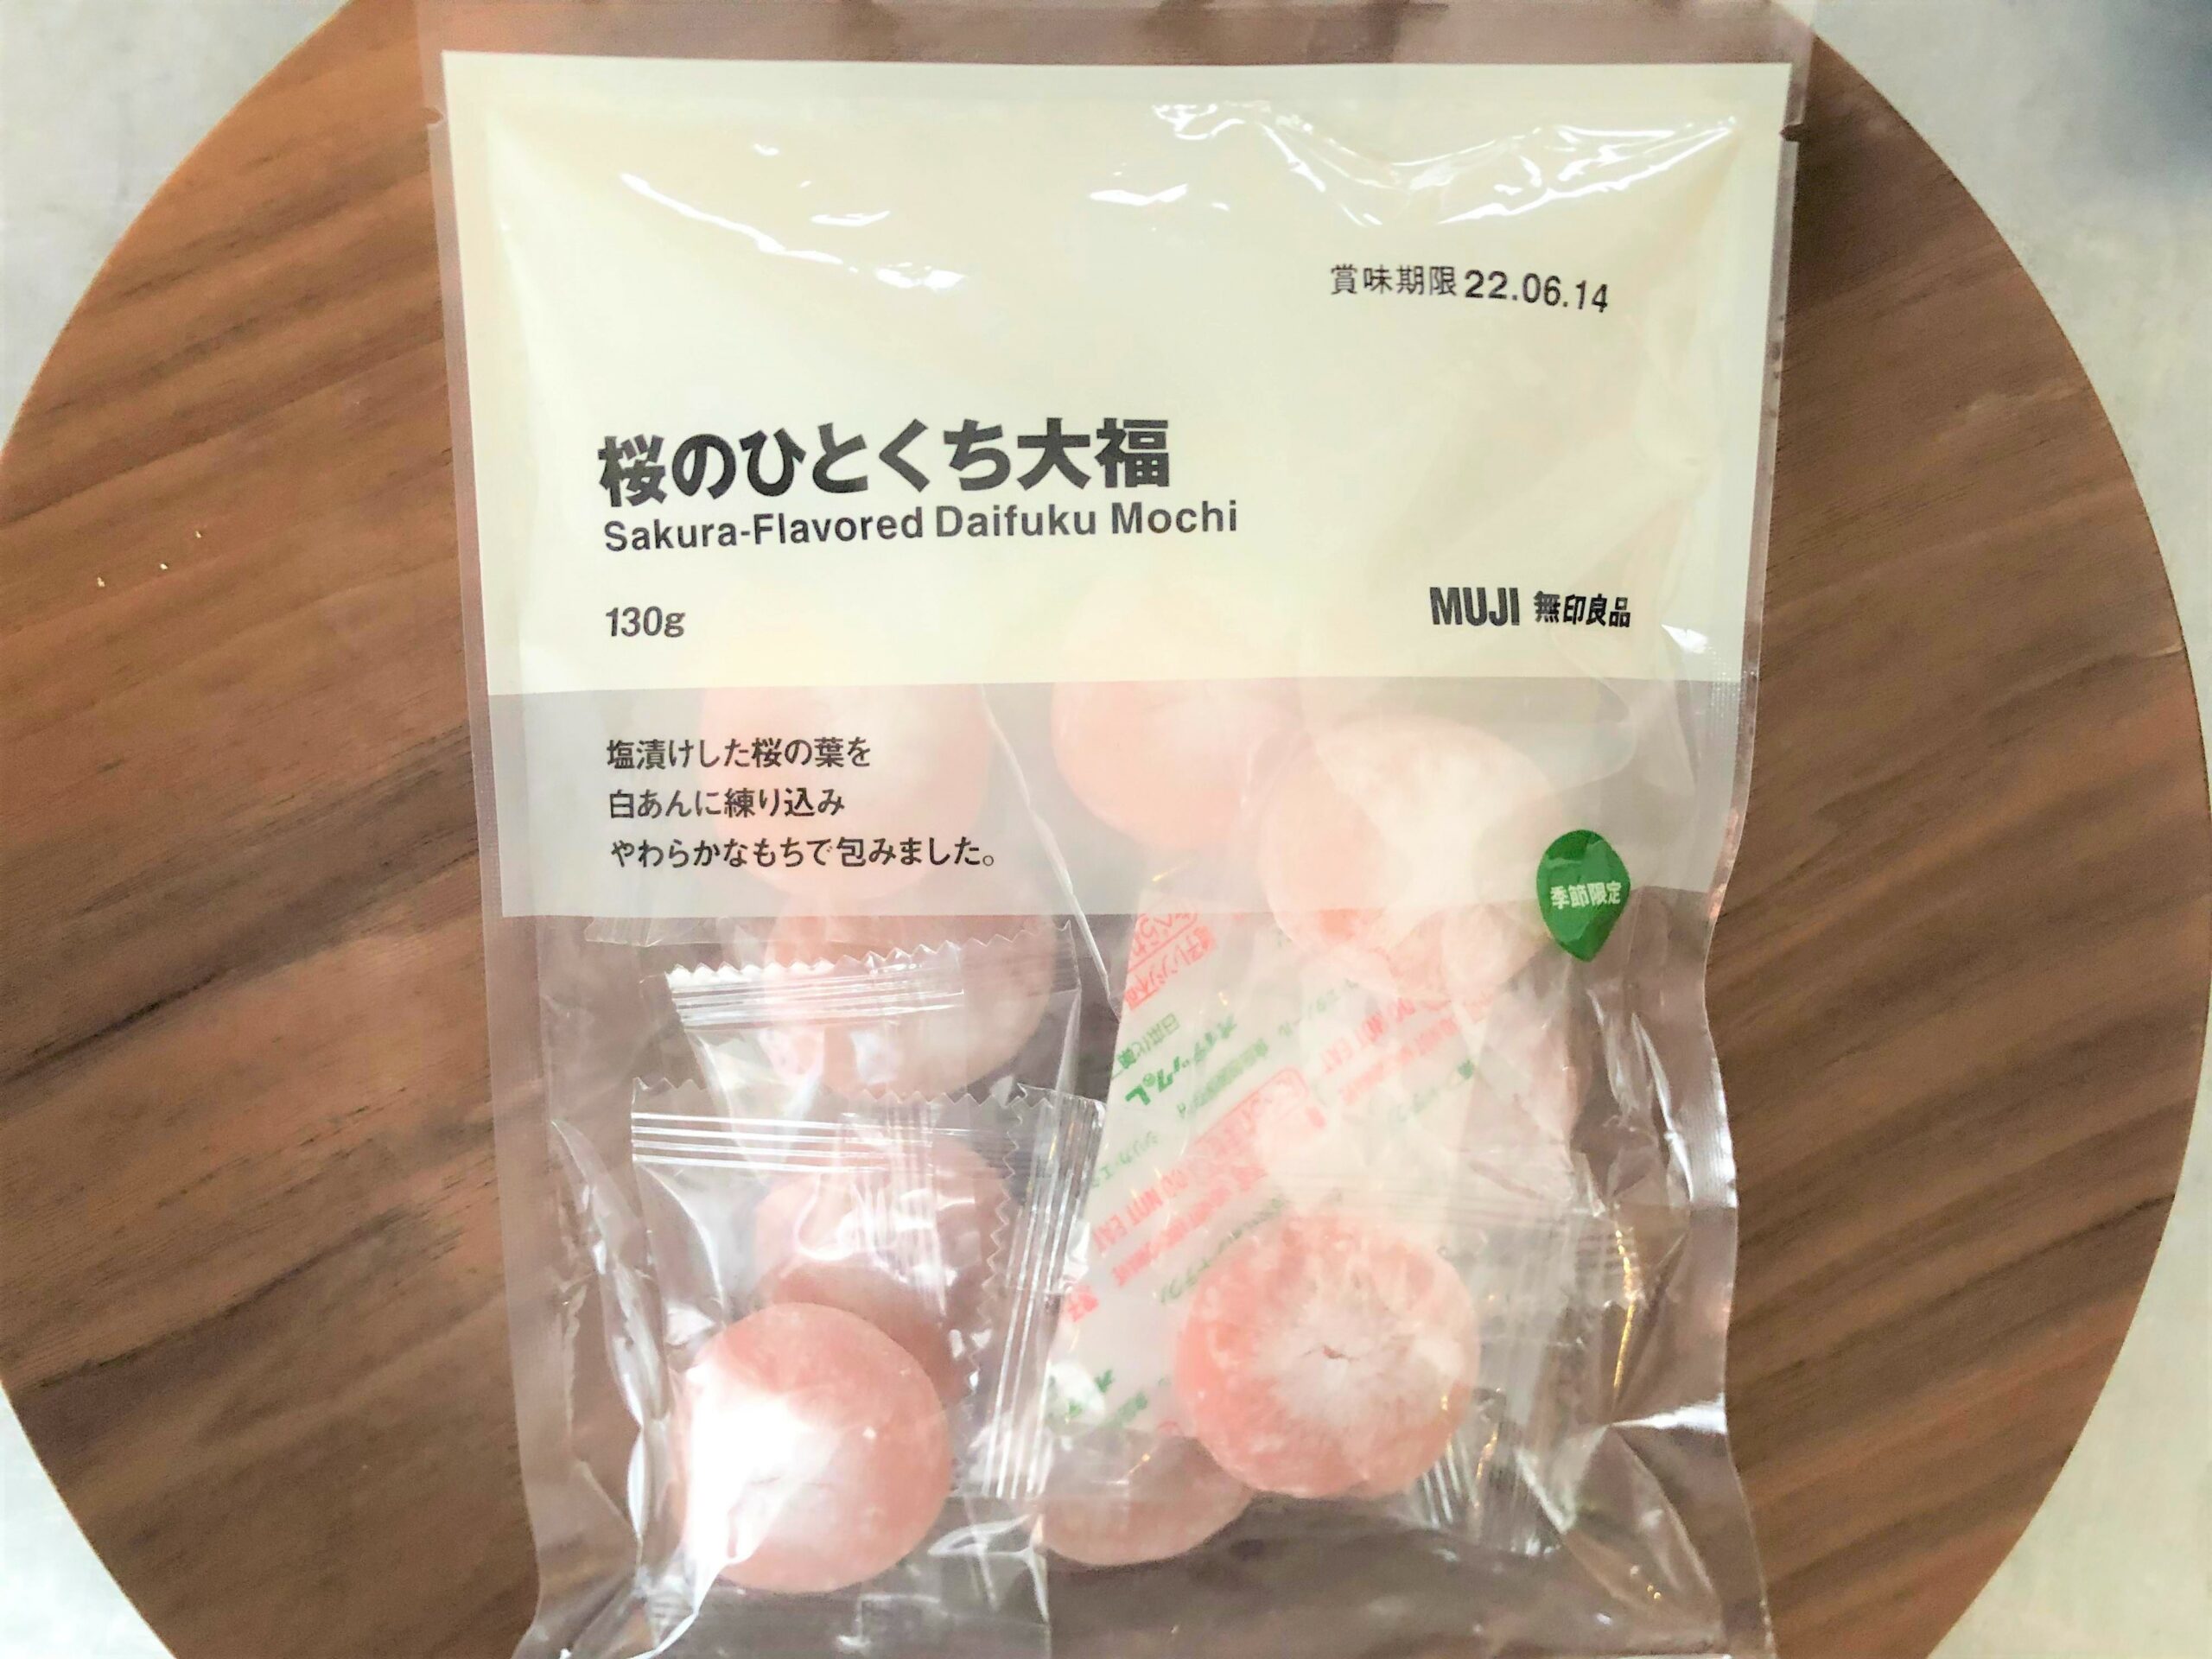 賞味期限 22.06.14
桜のひとくち大福
Sakura-Flavored Daifuku Mochi
130g
MUJI 無印良品
塩漬けした桜の葉を
白あんに練り込み
やわらかなもちで包みました。
季節限定
DO NOT EAT